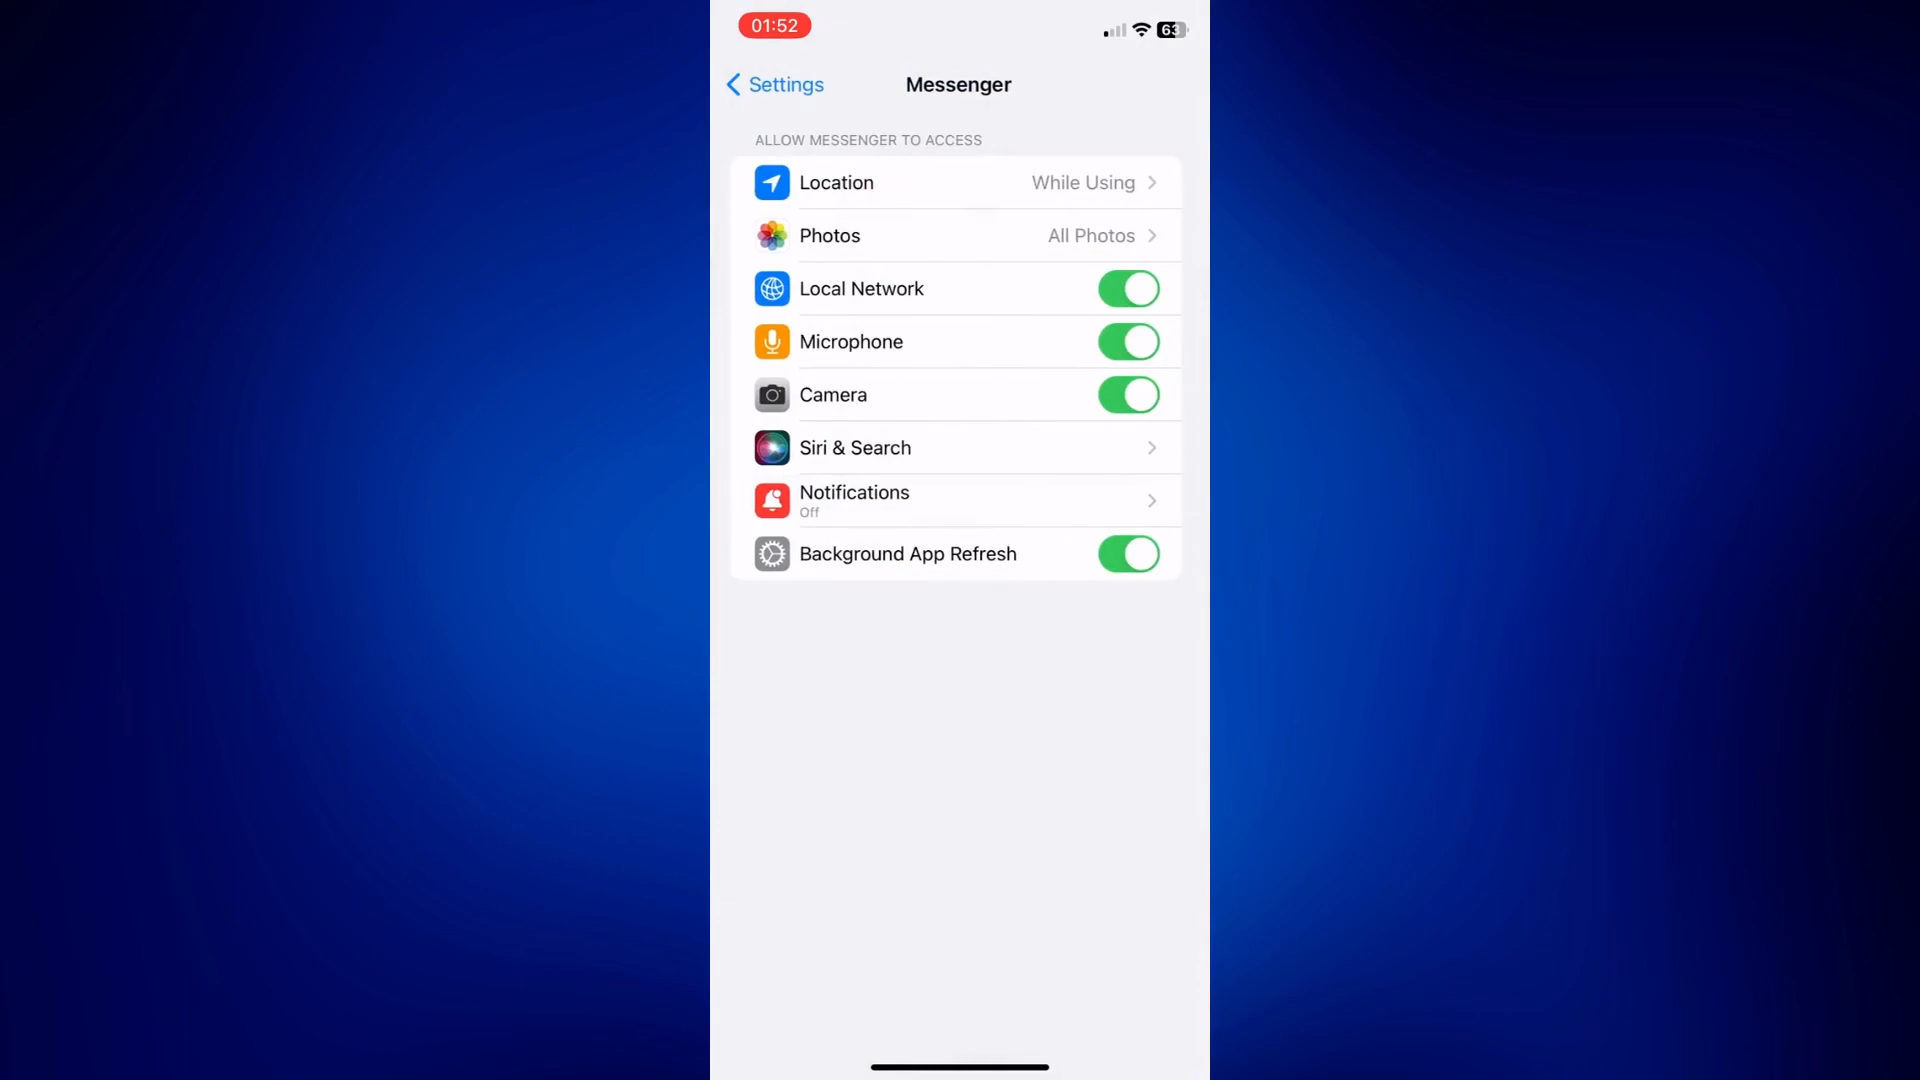 01:52
63
Settings
Messenger
ALLOW MESSENGER TO ACCESS
Location
While Using
Photos
All Photos
Local Network
Microphone
Camera
Siri & Search
Notifications
Off
Background App Refresh